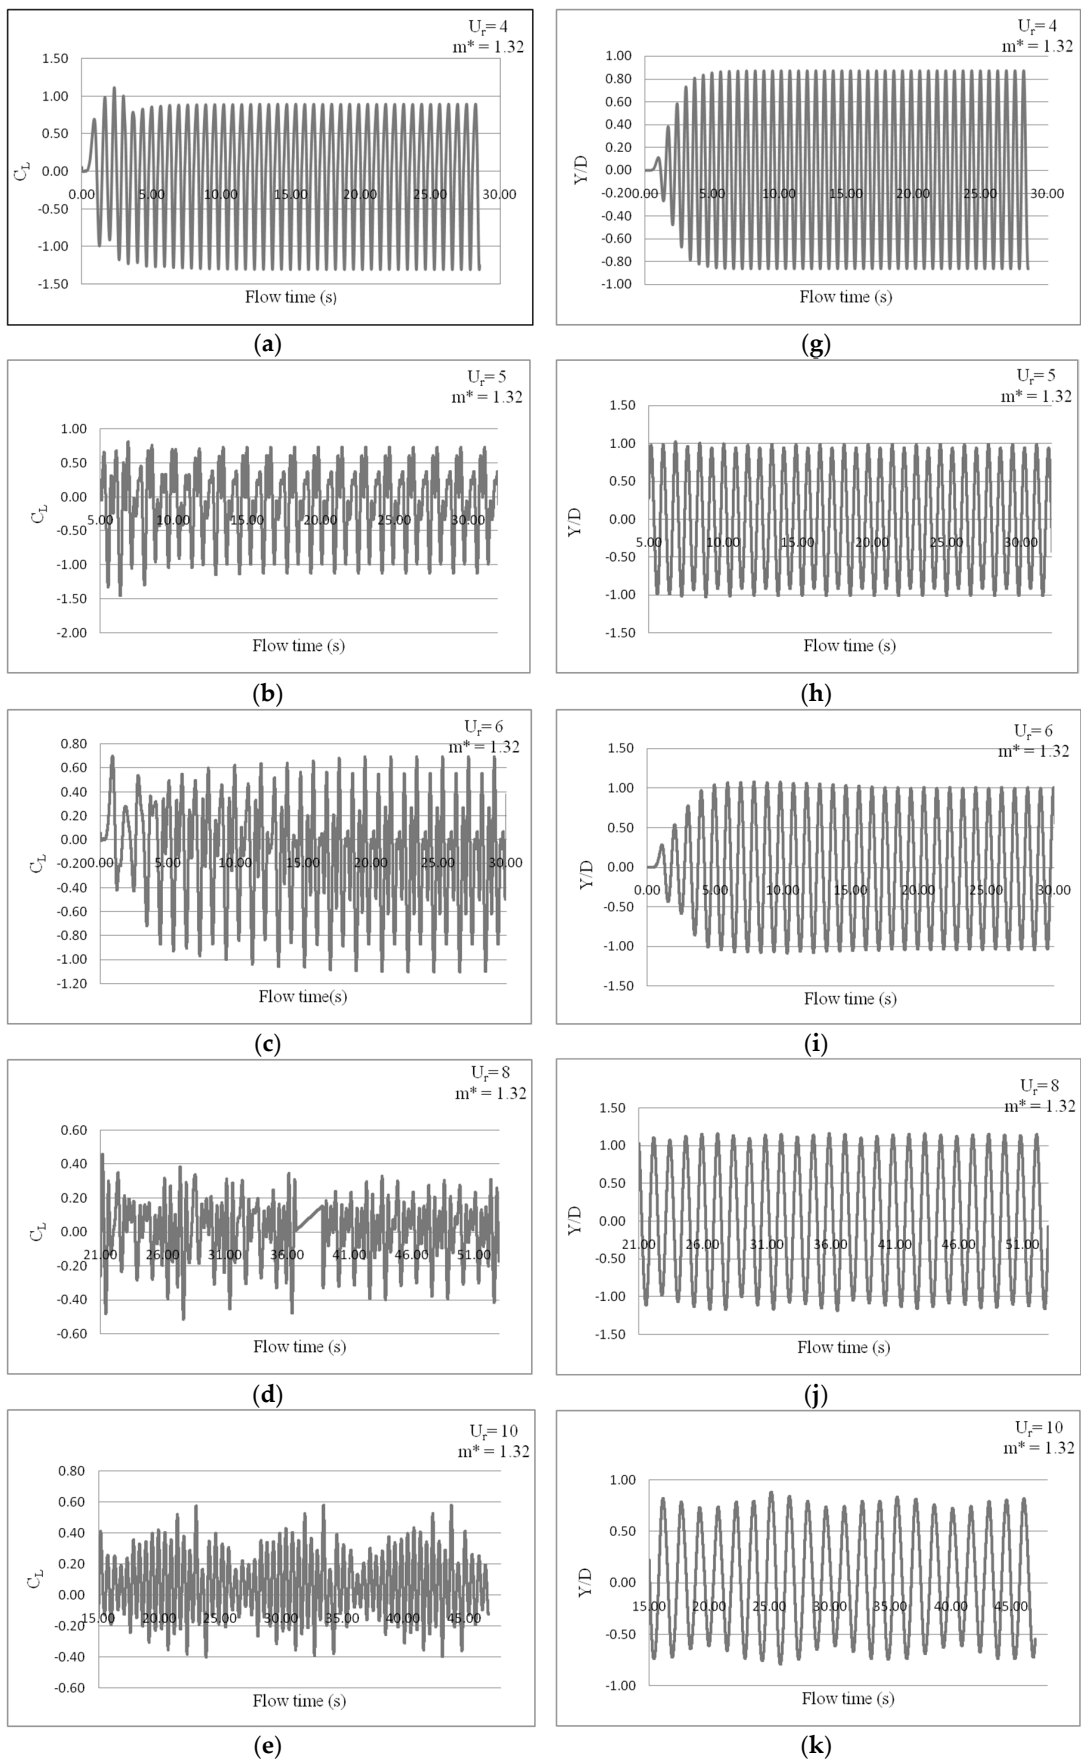 U_r = 4
m* = 1.32
1.50
1.00
0.50
0.00
-0.50
-1.00
-1.50
0.00 5.00 10.00 15.00 20.00 25.00 30.00
C_L
Flow time (s)
(a)
U_r = 4
m* = 1.32
1.00
0.80
0.60
0.40
0.20
0.00
-0.20
-0.40
-0.60
-0.80
-1.00
0.00 5.00 10.00 15.00 20.00 25.00 30.00
Y/D
Flow time (s)
(g)
U_r= 5
m* = 1.32
1.00
0.50
0.00
-0.50
-1.00
-1.50
-2.00
5.00 10.00 15.00 20.00 25.00 30.00
C_L
Flow time (s)
(b)
U_r= 5
m* = 1.32
1.50
1.00
0.50
0.00
-0.50
-1.00
-1.50
5.00 10.00 15.00 20.00 25.00 30.00
Y/D
Flow time (s)
(h)
U_r= 6
m* = 1.32
0.80
0.60
0.40
0.20
0.00
-0.20
-0.40
-0.60
-0.80
-1.00
-1.20
0.00 5.00 10.00 15.00 20.00 25.00 30.00
C_L
Flow time(s)
(c)
U_r= 6
m* = 1.32
1.50
1.00
0.50
0.00
-0.50
-1.00
-1.50
0.00 5.00 10.00 15.00 20.00 25.00 30.00
Y/D
Flow time (s)
(i)
U_r= 8
m* = 1.32
0.60
0.40
0.20
0.00
-0.20
-0.40
-0.60
21.00 26.00 31.00 36.00 41.00 46.00 51.00
C_L
Flow time (s)
(d)
U_r= 8
m* = 1.32
1.50
1.00
0.50
0.00
-0.50
-1.00
-1.50
21.00 26.00 31.00 36.00 41.00 46.00 51.00
Y/D
Flow time (s)
(j)
U_r= 10
m* = 1.32
0.80
0.60
0.40
0.20
0.00
-0.20
-0.40
-0.60
15.00 20.00 25.00 30.00 35.00 40.00 45.00
C_L
Flow time (s)
(e)
U_r= 10
m* = 1.32
1.00
0.50
0.00
-0.50
-1.00
15.00 20.00 25.00 30.00 35.00 40.00 45.00
Y/D
Flow time (s)
(k)